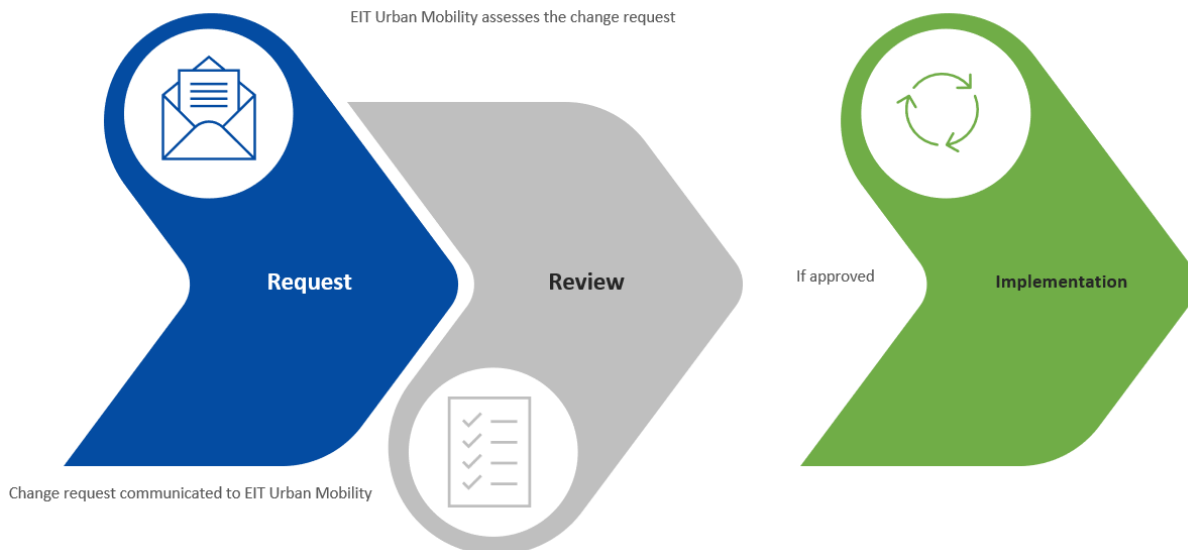 EIT Urban Mobility assesses the change request
Request
Review
If approved
Implementation
Change request communicated to EIT Urban Mobility